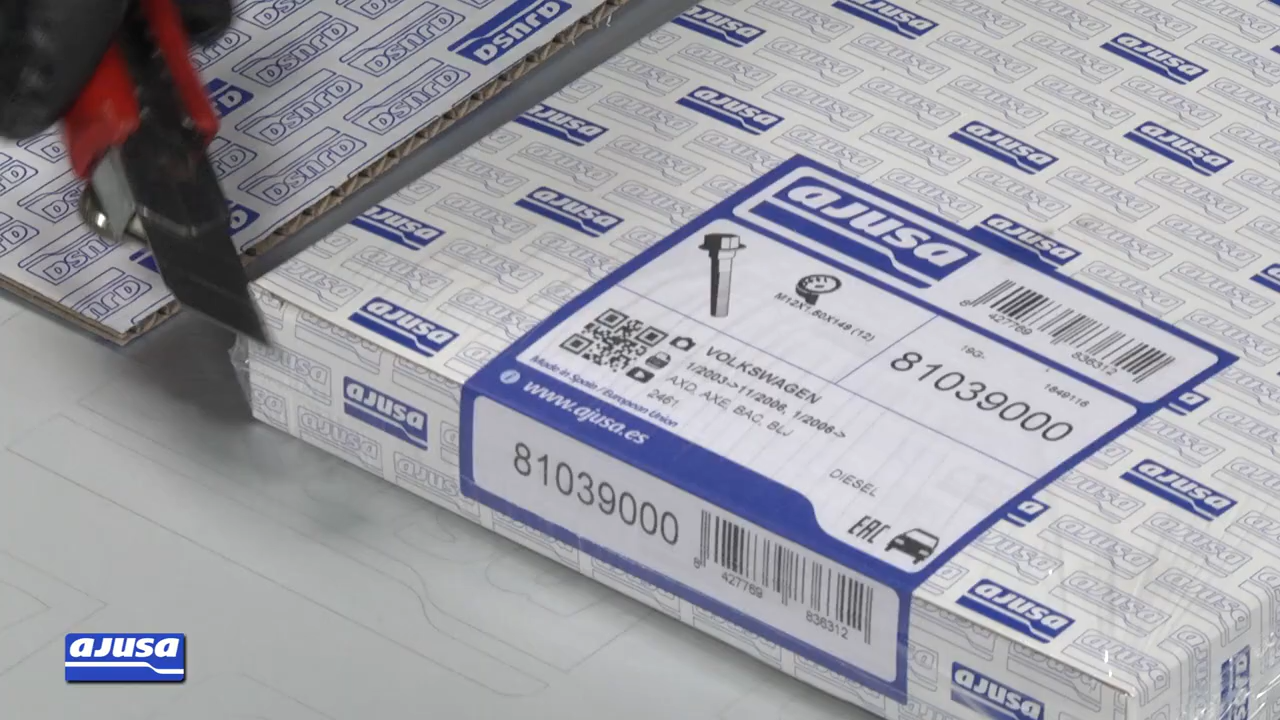 ajusa
M12X1.80X149 (12)
8 427769 836312
19G-
1849116
81039000
VOLKSWAGEN
1/2003->11/2006, 1/2006->
AXD, AXE, BAC, BLJ
2461
DIESEL
Made in Spain / European Union
i www.ajusa.es
EAC
81039000
8 427769 836312
ajusa